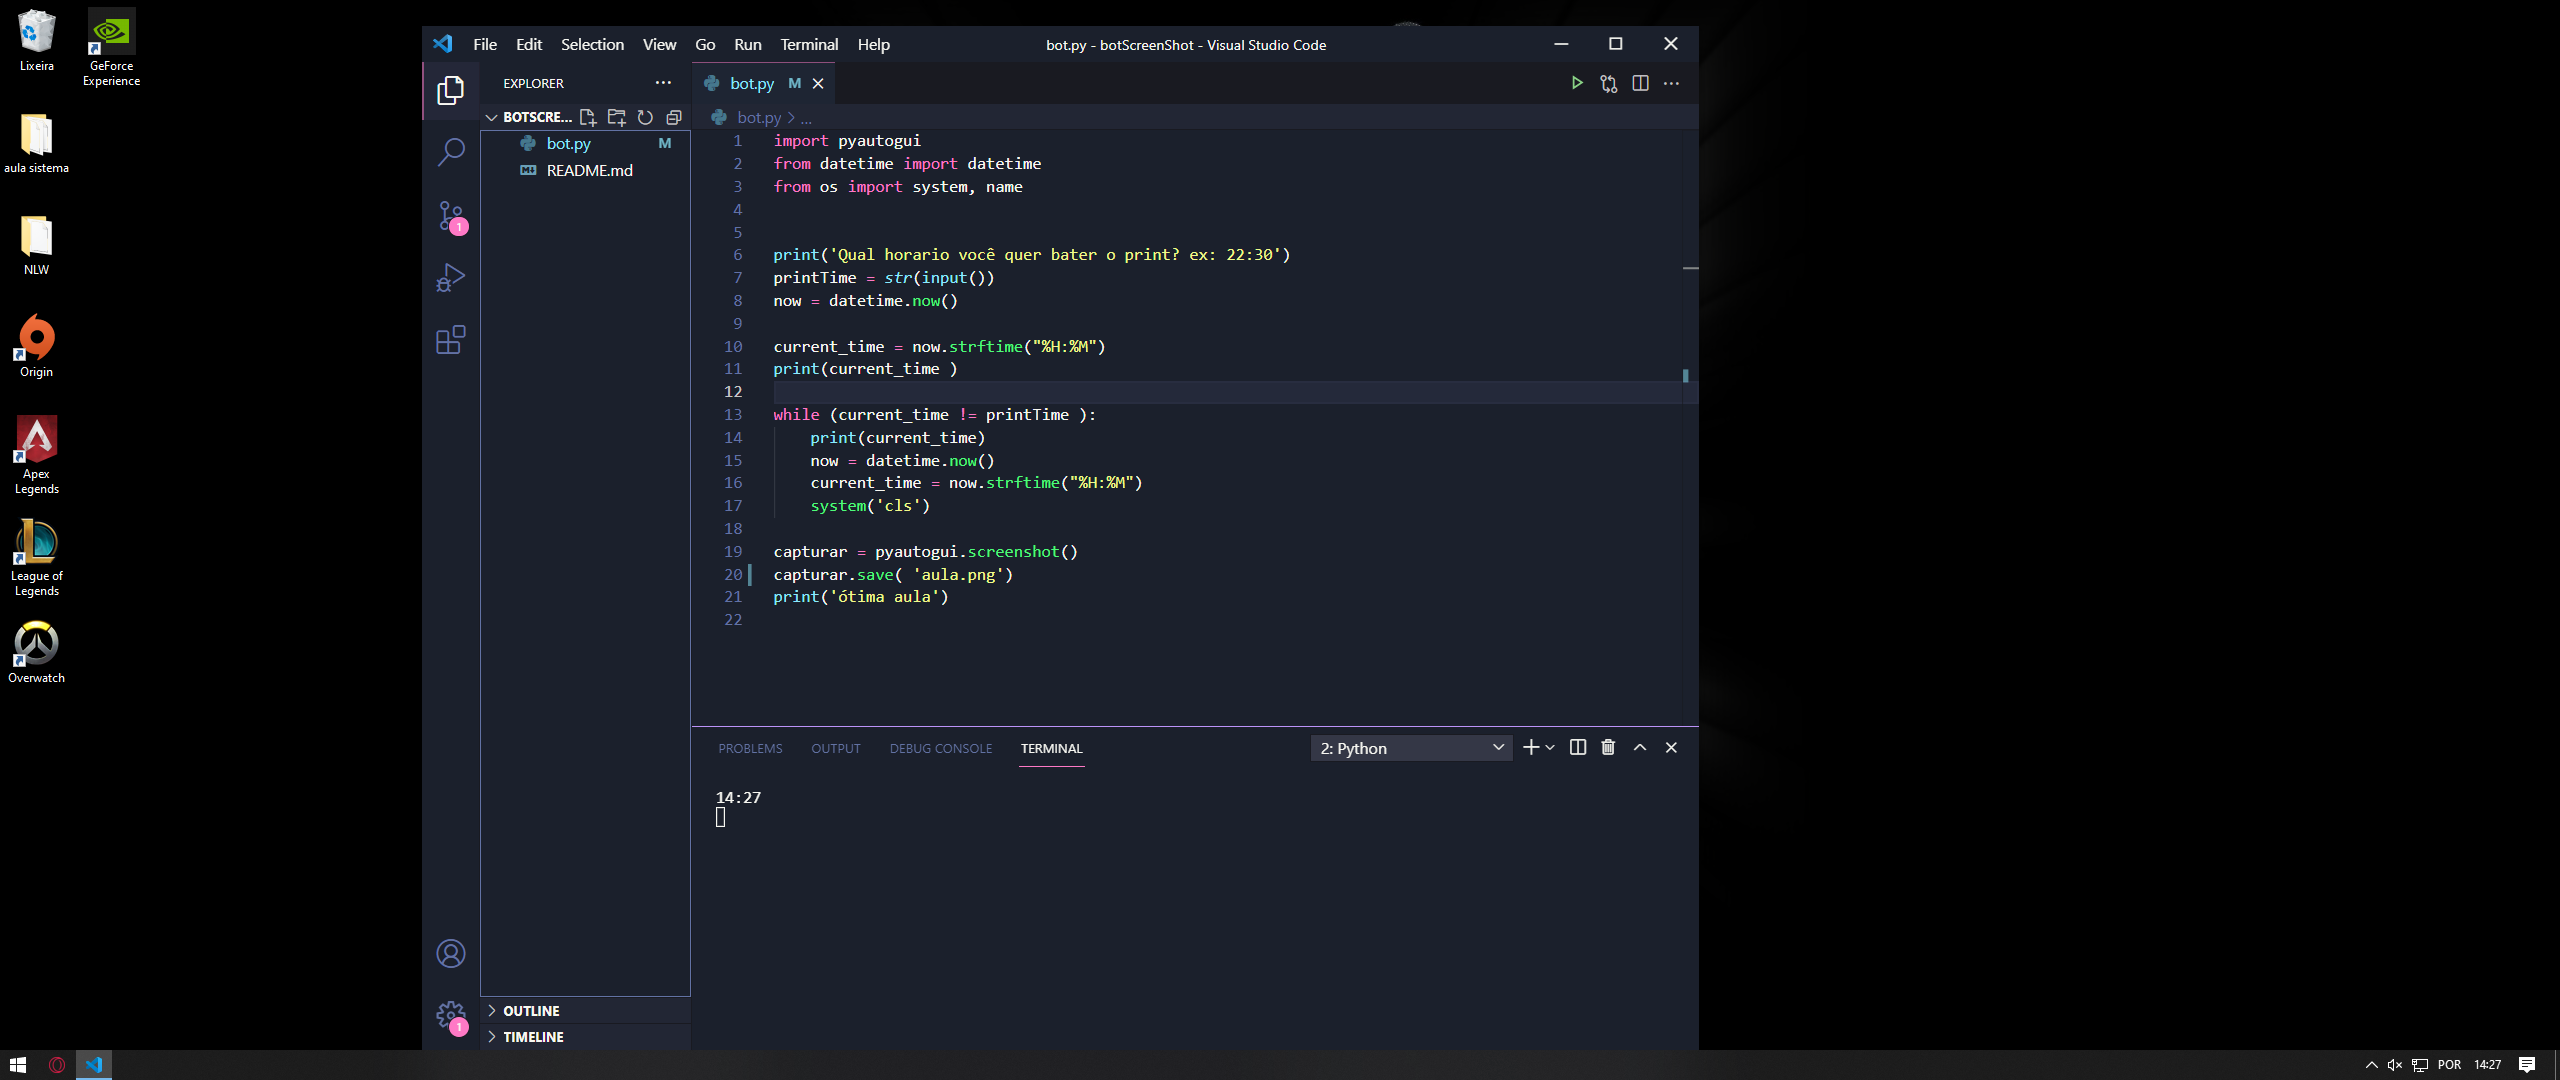 Lixeira
GeForce
Experience
aula sistema
NLW
Origin
Apex
Legends
League of
Legends
Overwatch
File Edit Selection View Go Run Terminal Help
bot.py - botScreenShot - Visual Studio Code
EXPLORER
BOTSCRE...
bot.py M
README.md
1
1
OUTLINE
TIMELINE
bot.py M
bot.py > ...
1 import pyautogui
2 from datetime import datetime
3 from os import system, name
4
5
6 print('Qual horario você quer bater o print? ex: 22:30')
7 printTime = str(input())
8 now = datetime.now()
9
10 current_time = now.strftime("%H:%M")
11 print(current_time )
12
13 while (current_time != printTime ):
14     print(current_time)
15     now = datetime.now()
16     current_time = now.strftime("%H:%M")
17     system('cls')
18
19 capturar = pyautogui.screenshot()
20 capturar.save( 'aula.png')
21 print('ótima aula')
22
PROBLEMS OUTPUT DEBUG CONSOLE TERMINAL
2: Python
14:27
POR 14:27